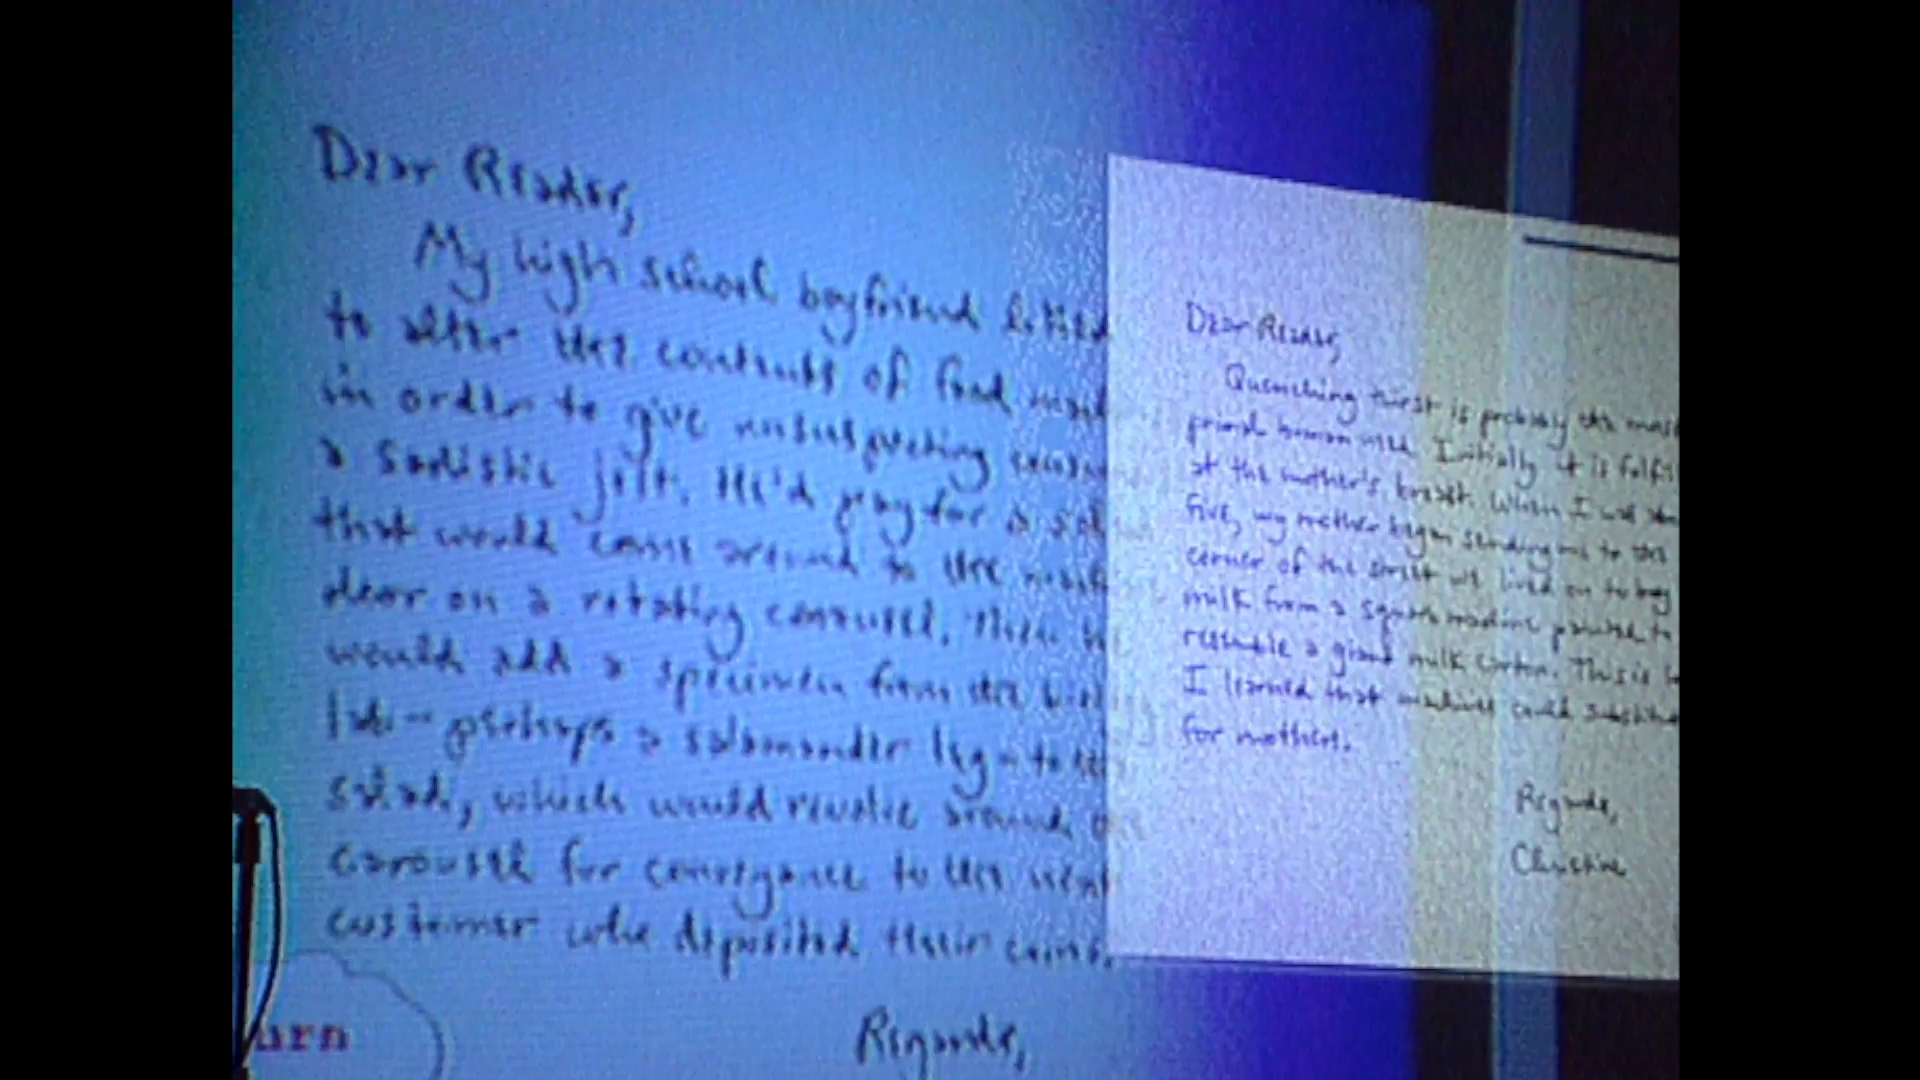 Dear Reader,
My high school boyfriend liked
to alter the contents of food
in order to give unsuspecting
a sadistic jolt. He'd pay for a
that would come around to the
door on a rotating carousel. Then he
would add a specimen from the
lab - perhaps a salamander leg - to the
salad, which would revolve around
carousel for conveyance to the next
customer who deposited their coins.
Regards,
urn
Dear Reader,
Quenching thirst is probably the most
primal human need. Initially it is
at the mother's breast. When I was
five, my mother began sending me to the
corner of the street we lived on to buy
milk from a square machine painted to
resemble a giant milk carton. This is
I learned that machines could
for mothers.
Regards,
Christine